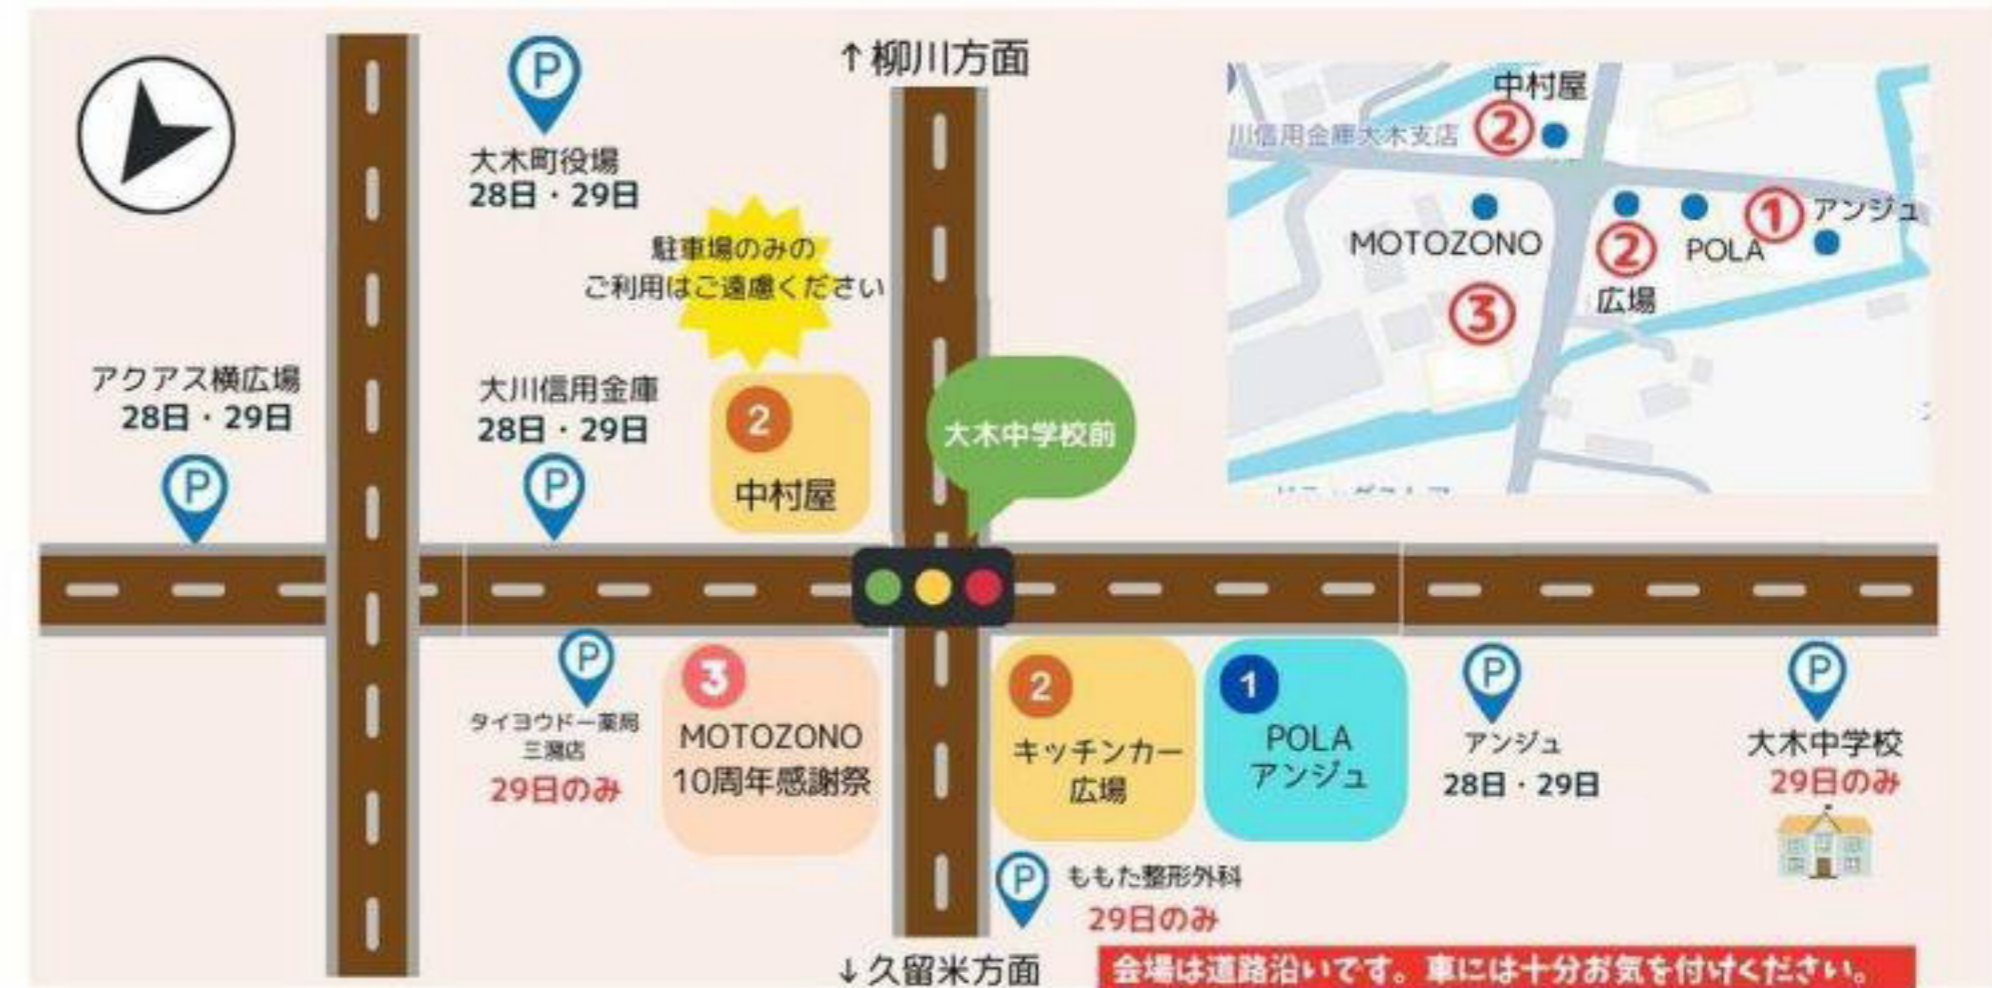 ↑柳川方面
P
大木町役場
28日・29日
駐車場のみの
ご利用はご遠慮ください
中村屋
②
川信用金庫大木支店
MOTOZONO
②
広場
POLA
①
アンジュ
③
アクアス横広場
28日・29日
P
大川信用金庫
28日・29日
P
2
中村屋
大木中学校前
P
タイヨウドー薬局
三潴店
29日のみ
3
MOTOZONO
10周年感謝祭
2
キッチンカー
広場
1
POLA
アンジュ
P
アンジュ
28日・29日
P
大木中学校
29日のみ
P
ももた整形外科
29日のみ
↓久留米方面
会場は道路沿いです。車には十分お気を付けください。